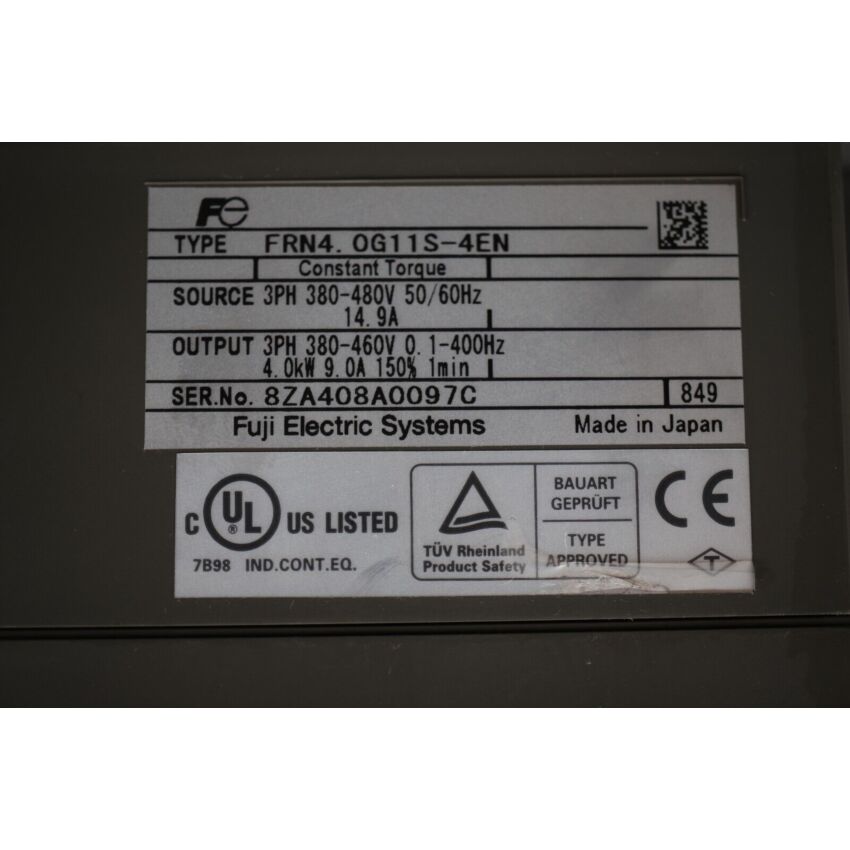 Fe
TYPE FRN4.0G11S-4EN
Constant Torque
SOURCE 3PH 380-480V 50/60Hz
14.9A
OUTPUT 3PH 380-460V 0.1-400Hz
4.0kW 9.0A 150% 1min
SER.No. 8ZA408A0097C 849
Fuji Electric Systems Made in Japan
C UL ® US LISTED
7B98 IND.CONT.EQ.
TÜV Rheinland
Product Safety
BAUART
GEPRÜFT
TYPE
APPROVED
CE
T